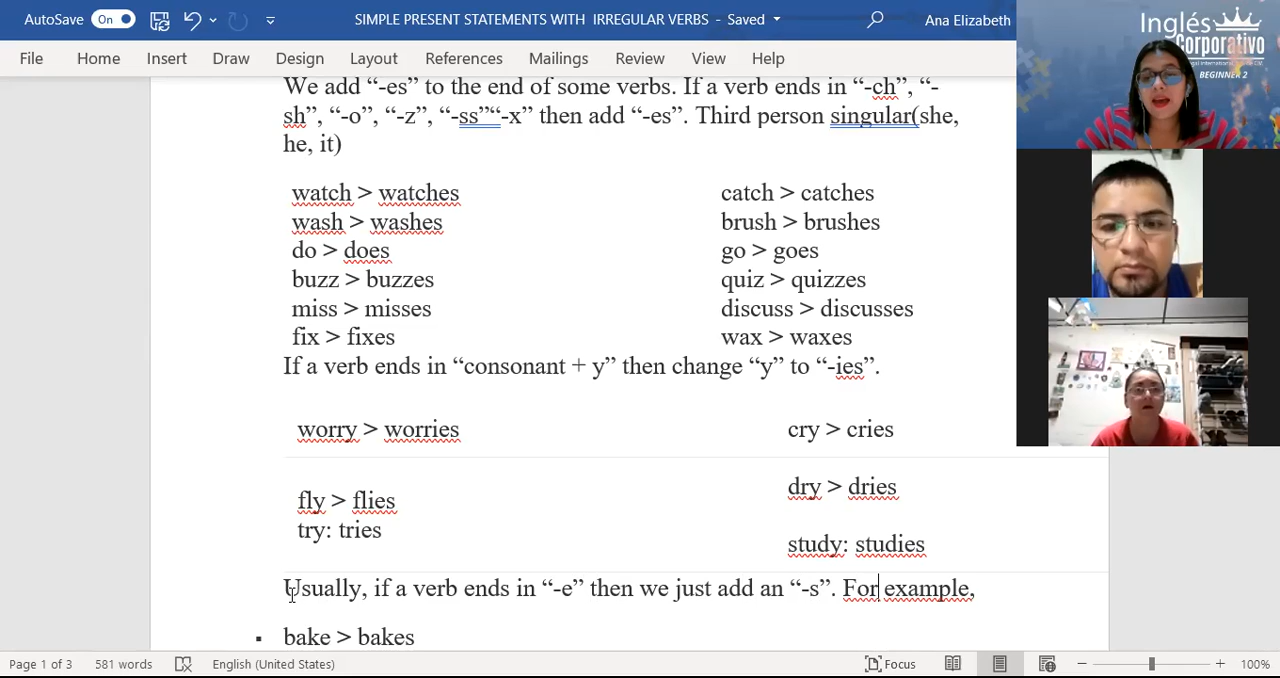 AutoSave On SIMPLE PRESENT STATEMENTS WITH IRREGULAR VERBS - Saved Ana Elizabeth
File Home Insert Draw Design Layout References Mailings Review View Help
Inglés
Corporativo
BEGINNER 2
We add “-es” to the end of some verbs. If a verb ends in “-ch”, “-
sh”, “-o”, “-z”, “-ss”“-x” then add “-es”. Third person singular(she,
he, it)
watch > watches catch > catches
wash > washes brush > brushes
do > does go > goes
buzz > buzzes quiz > quizzes
miss > misses discuss > discusses
fix > fixes wax > waxes
If a verb ends in “consonant + y” then change “y” to “-ies”.
worry > worries cry > cries
fly > flies dry > dries
try: tries
study: studies
Usually, if a verb ends in “-e” then we just add an “-s”. For example,
▪ bake > bakes
Page 1 of 3 581 words English (United States) Focus 100%